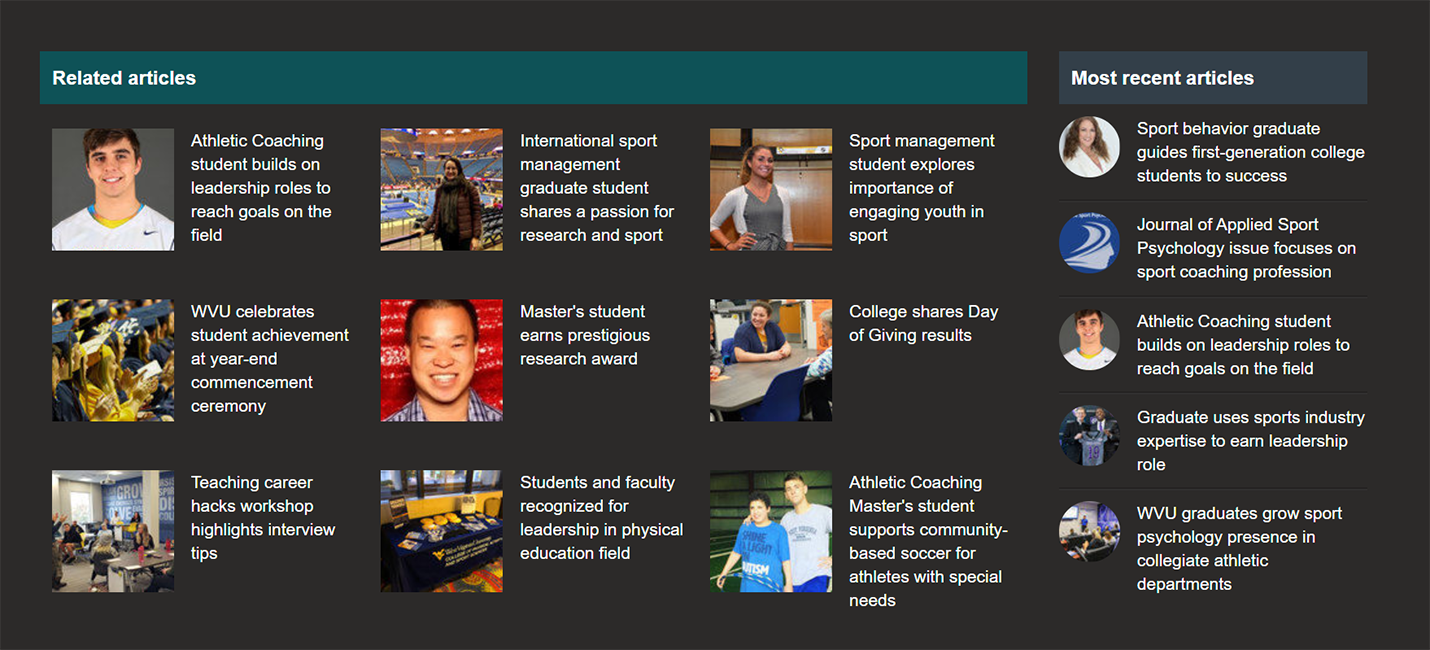 Related articles
Athletic Coaching
student builds on
leadership roles to
reach goals on the
field
International sport
management
graduate student
shares a passion for
research and sport
Sport management
student explores
importance of
engaging youth in
sport
WVU celebrates
student achievement
at year-end
commencement
ceremony
Master's student
earns prestigious
research award
College shares Day
of Giving results
Teaching career
hacks workshop
highlights interview
tips
Students and faculty
recognized for
leadership in physical
education field
SHINE
A LIGHT
ON
AUTISM
Athletic Coaching
Master's student
supports community-
based soccer for
athletes with special
needs
Most recent articles
Sport behavior graduate
guides first-generation college
students to success
Journal of Applied Sport
Psychology issue focuses on
sport coaching profession
Athletic Coaching student
builds on leadership roles to
reach goals on the field
Graduate uses sports industry
expertise to earn leadership
role
WVU graduates grow sport
psychology presence in
collegiate athletic
departments